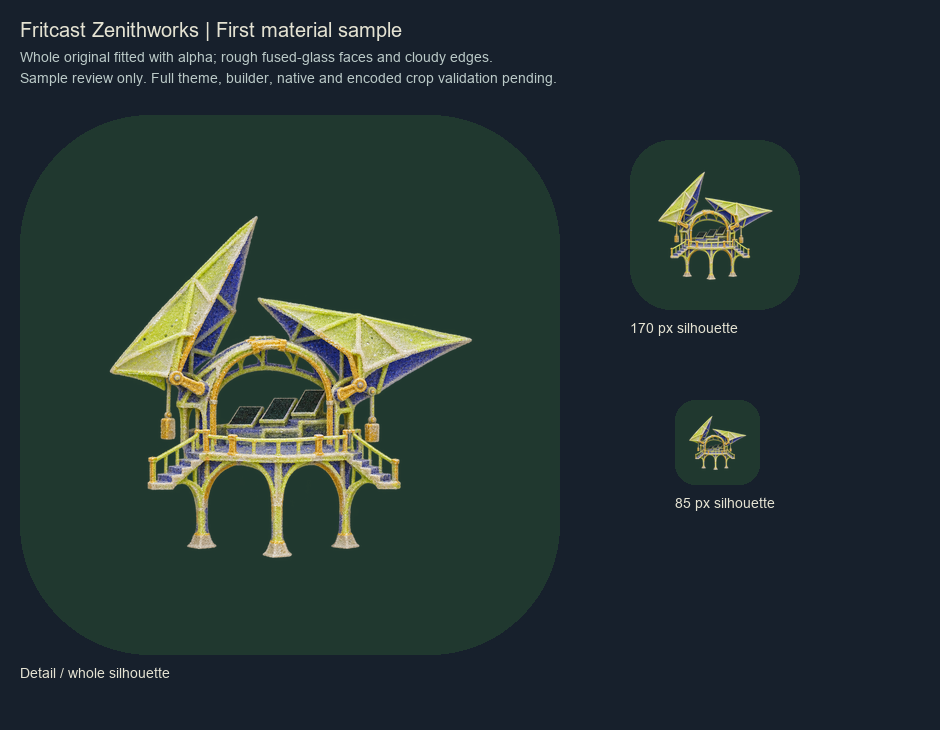 Fritcast Zenithworks | First material sample
Whole original fitted with alpha; rough fused-glass faces and cloudy edges.
Sample review only. Full theme, builder, native and encoded crop validation pending.
170 px silhouette
85 px silhouette
Detail / whole silhouette